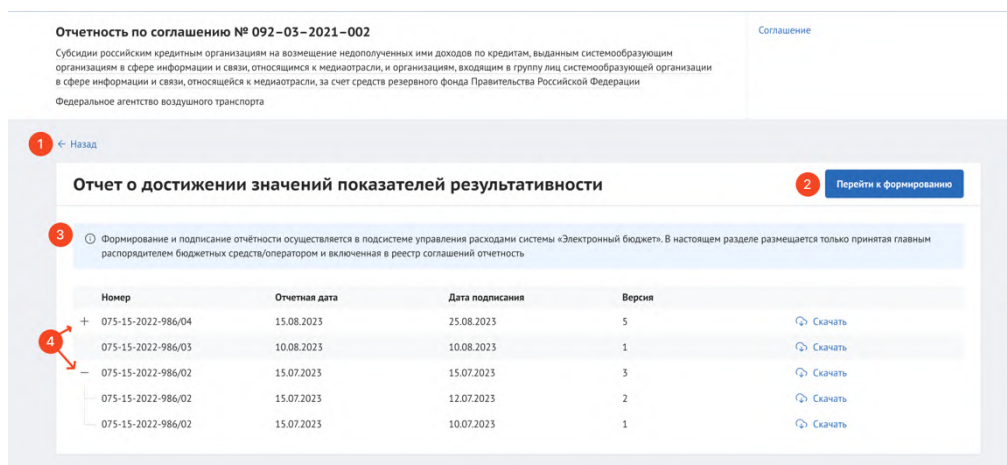 Отчетность по соглашению № 092–03–2021–002
Соглашение
Субсидии российским кредитным организациям на возмещение недополученных ими доходов по кредитам, выданным системообразующим
организациям в сфере информации и связи, относящимся к медиаотрасли, и организациям, входящим в группу лиц системообразующей организации
в сфере информации и связи, относящейся к медиаотрасли, за счет средств резервного фонда Правительства Российской Федерации
Федеральное агентство воздушного транспорта
1 ← Назад
Отчет о достижении значений показателей результативности
2 Перейти к формированию
3 Формирование и подписание отчётности осуществляется в подсистеме управления расходами системы «Электронный бюджет». В настоящем разделе размещается только принятая главным
распорядителем бюджетных средств/оператором и включенная в реестр соглашений отчетность
Номер Отчетная дата Дата подписания Версия
+ 075-15-2022-986/04 15.08.2023 25.08.2023 5 Скачать
4 075-15-2022-986/03 10.08.2023 10.08.2023 1 Скачать
– 075-15-2022-986/02 15.07.2023 15.07.2023 3 Скачать
075-15-2022-986/02 15.07.2023 12.07.2023 2 Скачать
075-15-2022-986/02 15.07.2023 10.07.2023 1 Скачать